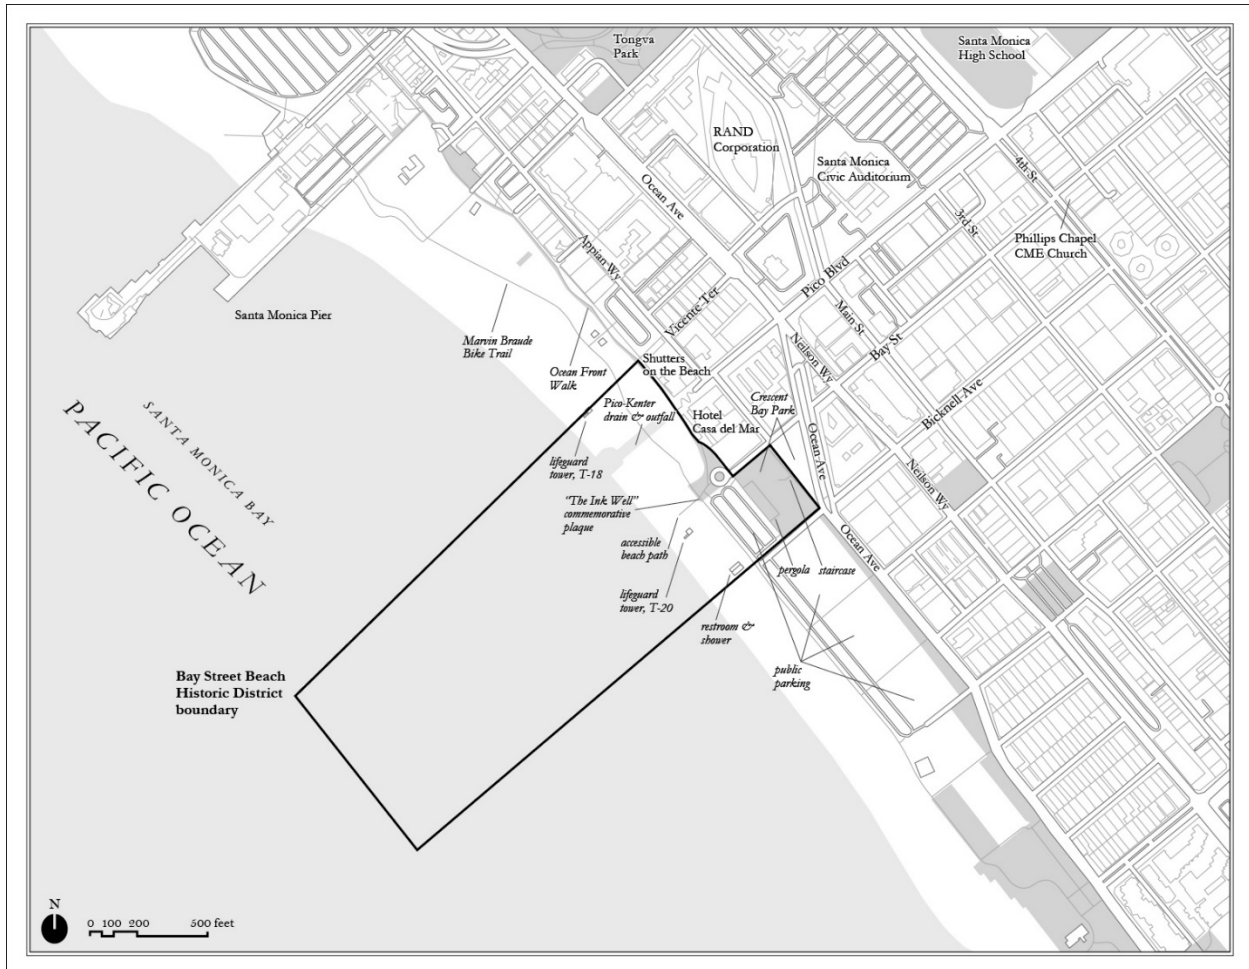 Tongva
Park
Santa Monica
High School
RAND
Corporation
Santa Monica
Civic Auditorium
4th St
Ocean Ave
3rd St
Phillips Chapel
CME Church
Appian Wy
Pico Blvd
Santa Monica Pier
Vicente Ter
Main St
Marvin Braude
Bike Trail
Neilson Wy
Bay St
Ocean Front
Walk
Shutters
on the Beach
Bicknell Ave
Pico-Kenter
drain & outfall
Hotel
Casa del Mar
Crescent
Bay Park
SANTA MONICA BAY
PACIFIC OCEAN
Ocean Ave
lifeguard
tower, T-18
Neilson Wy
"The Ink Well"
commemorative
plaque
accessible
beach path
Ocean Ave
pergola
staircase
lifeguard
tower, T-20
restroom &
shower
public
parking
Bay Street Beach
Historic District
boundary
N
0 100 200 500 feet